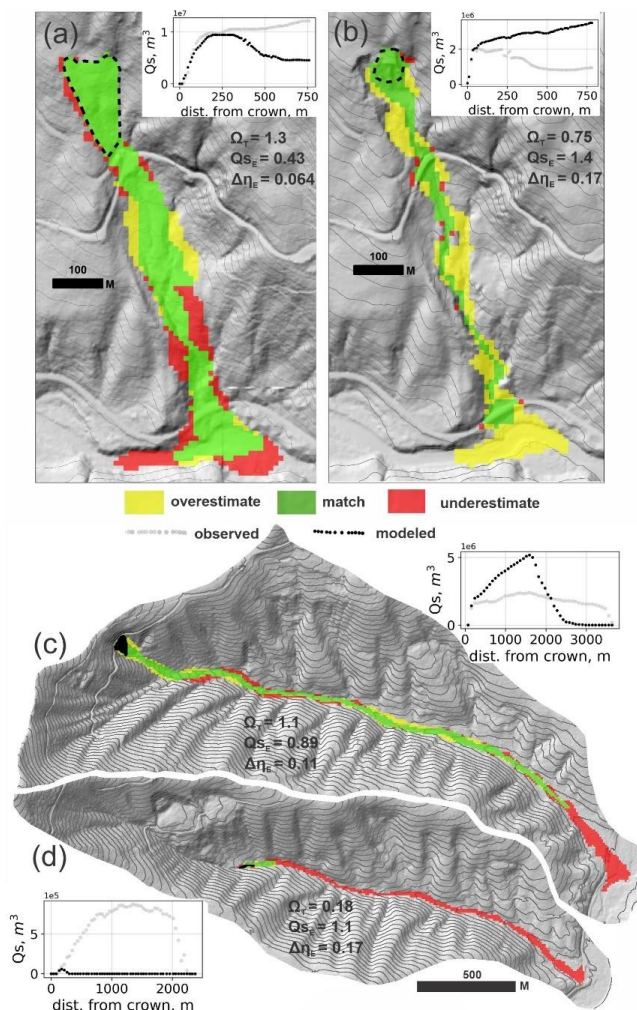 (a)
1e7
Qs, m³
1
0
0 250 500 750
dist. from crown, m
Ω_T = 1.3
Qs_E = 0.43
Δη_E = 0.064
100
M
(b)
1e6
Qs, m³
2
0
0 250 500 750
dist. from crown, m
Ω_T = 0.75
Qs_E = 1.4
Δη_E = 0.17
100
M
overestimate match underestimate
observed modeled
(c)
1e6
Qs, m³
5
0
0 1000 2000 3000
dist. from crown, m
Ω_T = 1.1
Qs_E = 0.89
Δη_E = 0.11
(d)
1e5
Qs, m³
5
0
0 1000 2000
dist. from crown, m
Ω_T = 0.18
Qs_E = 1.1
Δη_E = 0.17
500
M